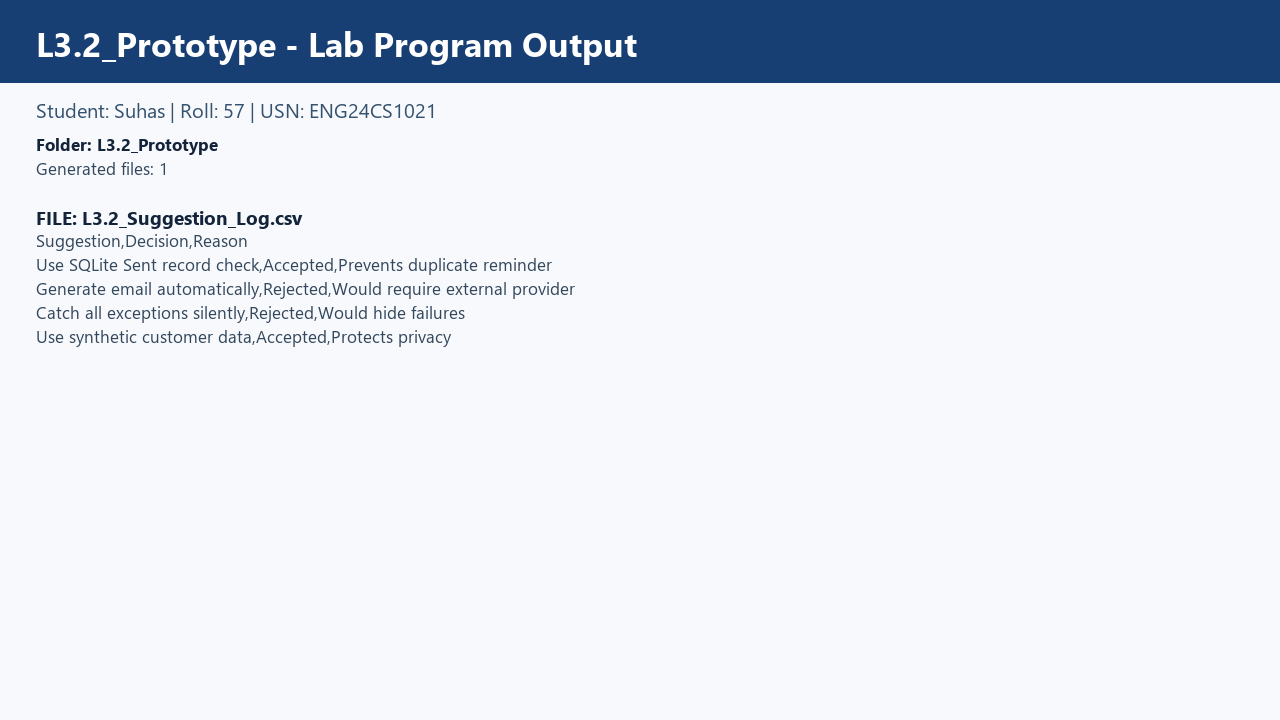 L3.2_Prototype - Lab Program Output
Student: Suhas | Roll: 57 | USN: ENG24CS1021
Folder: L3.2_Prototype
Generated files: 1
FILE: L3.2_Suggestion_Log.csv
Suggestion,Decision,Reason
Use SQLite Sent record check,Accepted,Prevents duplicate reminder
Generate email automatically,Rejected,Would require external provider
Catch all exceptions silently,Rejected,Would hide failures
Use synthetic customer data,Accepted,Protects privacy